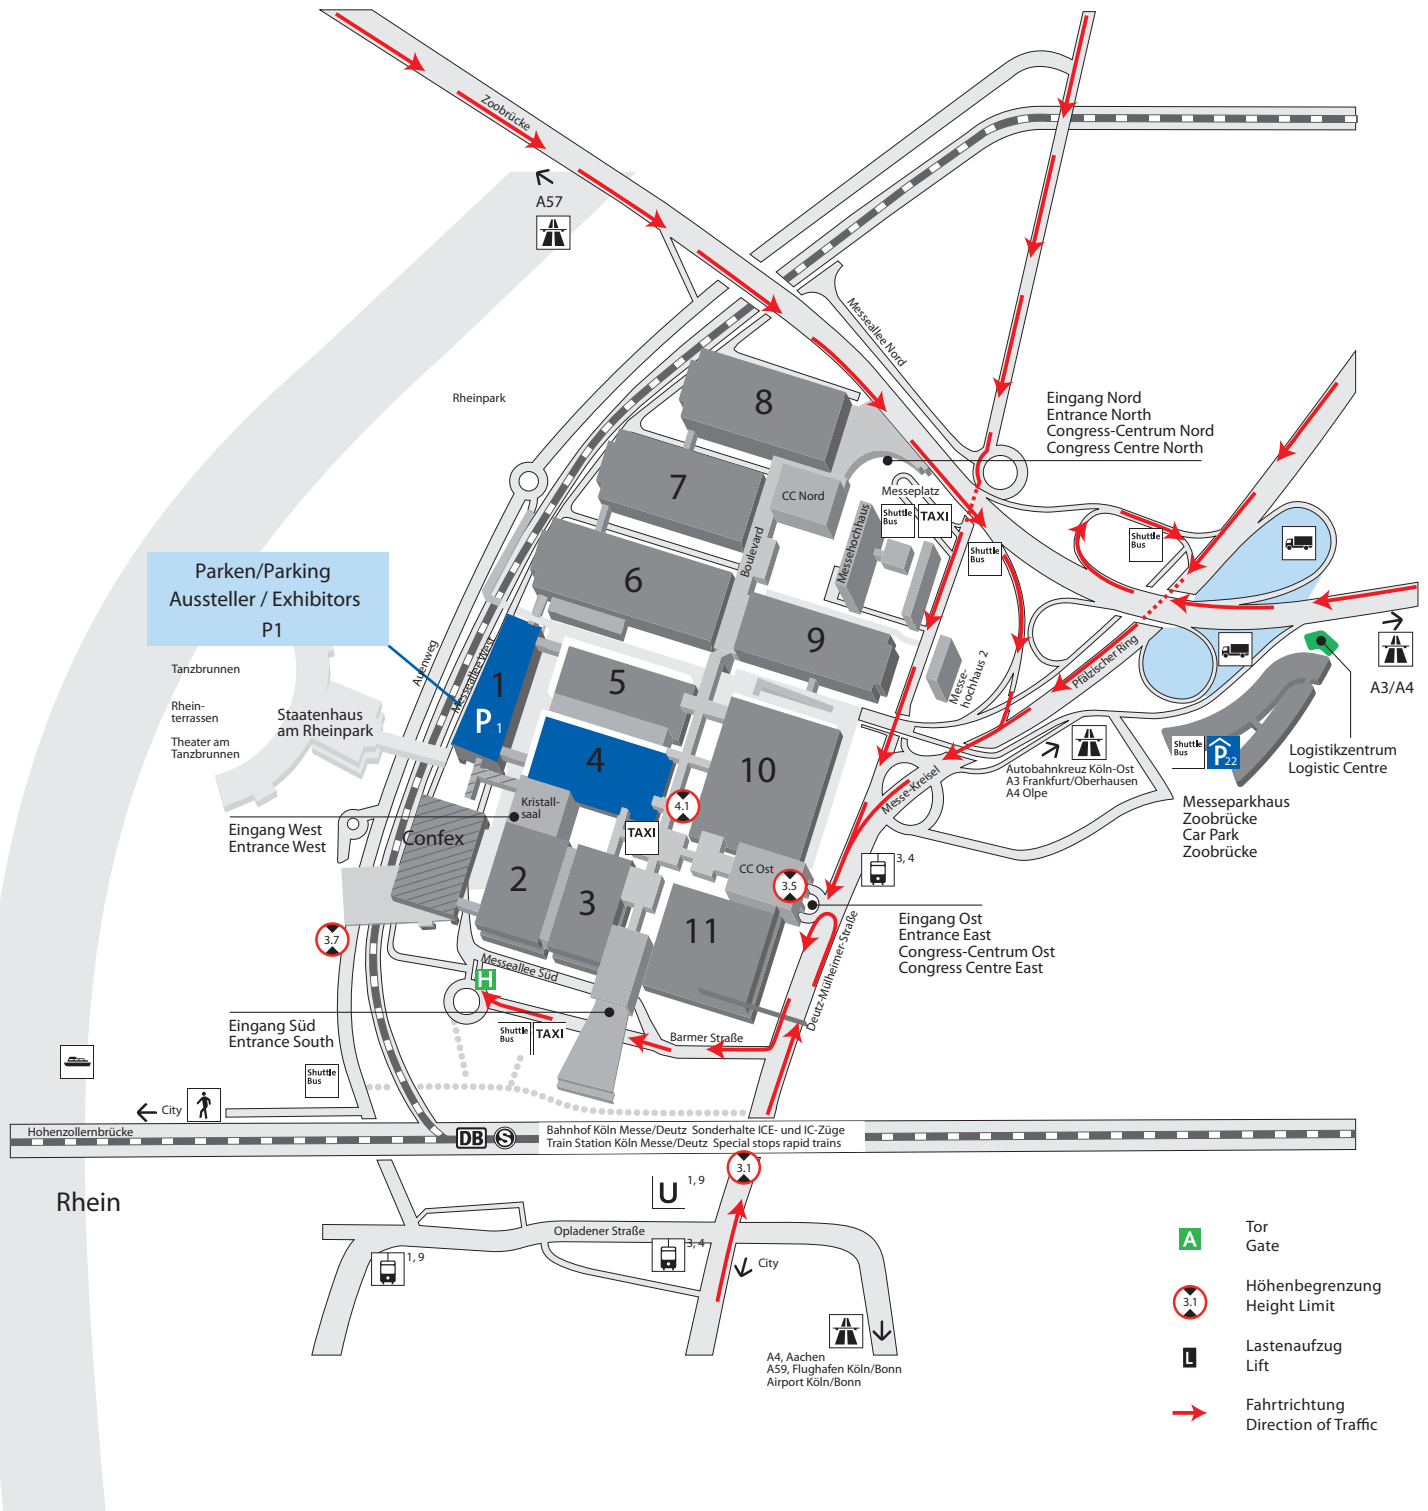 Zoobrücke
A57
Messeallee Nord
Rheinpark
8
Eingang Nord
Entrance North
Congress-Centrum Nord
Congress Centre North
7
CC Nord
Messeplatz
Shuttle
Bus
TAXI
Messehochhaus
Boulevard
Shuttle
Bus
Shuttle
Bus
Parken/Parking
Aussteller / Exhibitors
P1
6
9
Auenweg
Messeallee West
1
P 1
5
Messe-
hochhaus 2
Pfälzischer Ring
A3/A4
Tanzbrunnen
Rhein-
terrassen
Theater am
Tanzbrunnen
Staatenhaus
am Rheinpark
4
10
4.1
Shuttle
Bus
P 22
Logistikzentrum
Logistic Centre
Autobahnkreuz Köln-Ost
A3 Frankfurt/Oberhausen
A4 Olpe
Messe-Kreisel
Messeparkhaus
Zoobrücke
Car Park
Zoobrücke
Kristall-
saal
TAXI
Eingang West
Entrance West
Confex
2
3
CC Ost
3.5
3, 4
11
Eingang Ost
Entrance East
Congress-Centrum Ost
Congress Centre East
3.7
Messeallee Süd
H
Deutz-Mülheimer-Straße
Eingang Süd
Entrance South
Shuttle
Bus
TAXI
Barmer Straße
Shuttle
Bus
City
Hohenzollernbrücke
DB
S
Bahnhof Köln Messe/Deutz Sonderhalte ICE- und IC-Züge
Train Station Köln Messe/Deutz Special stops rapid trains
3.1
Rhein
U
1, 9
Opladener Straße
1, 9
3, 4
City
A4, Aachen
A59, Flughafen Köln/Bonn
Airport Köln/Bonn
A
Tor
Gate
3.1
Höhenbegrenzung
Height Limit
L
Lastenaufzug
Lift
Fahrtrichtung
Direction of Traffic